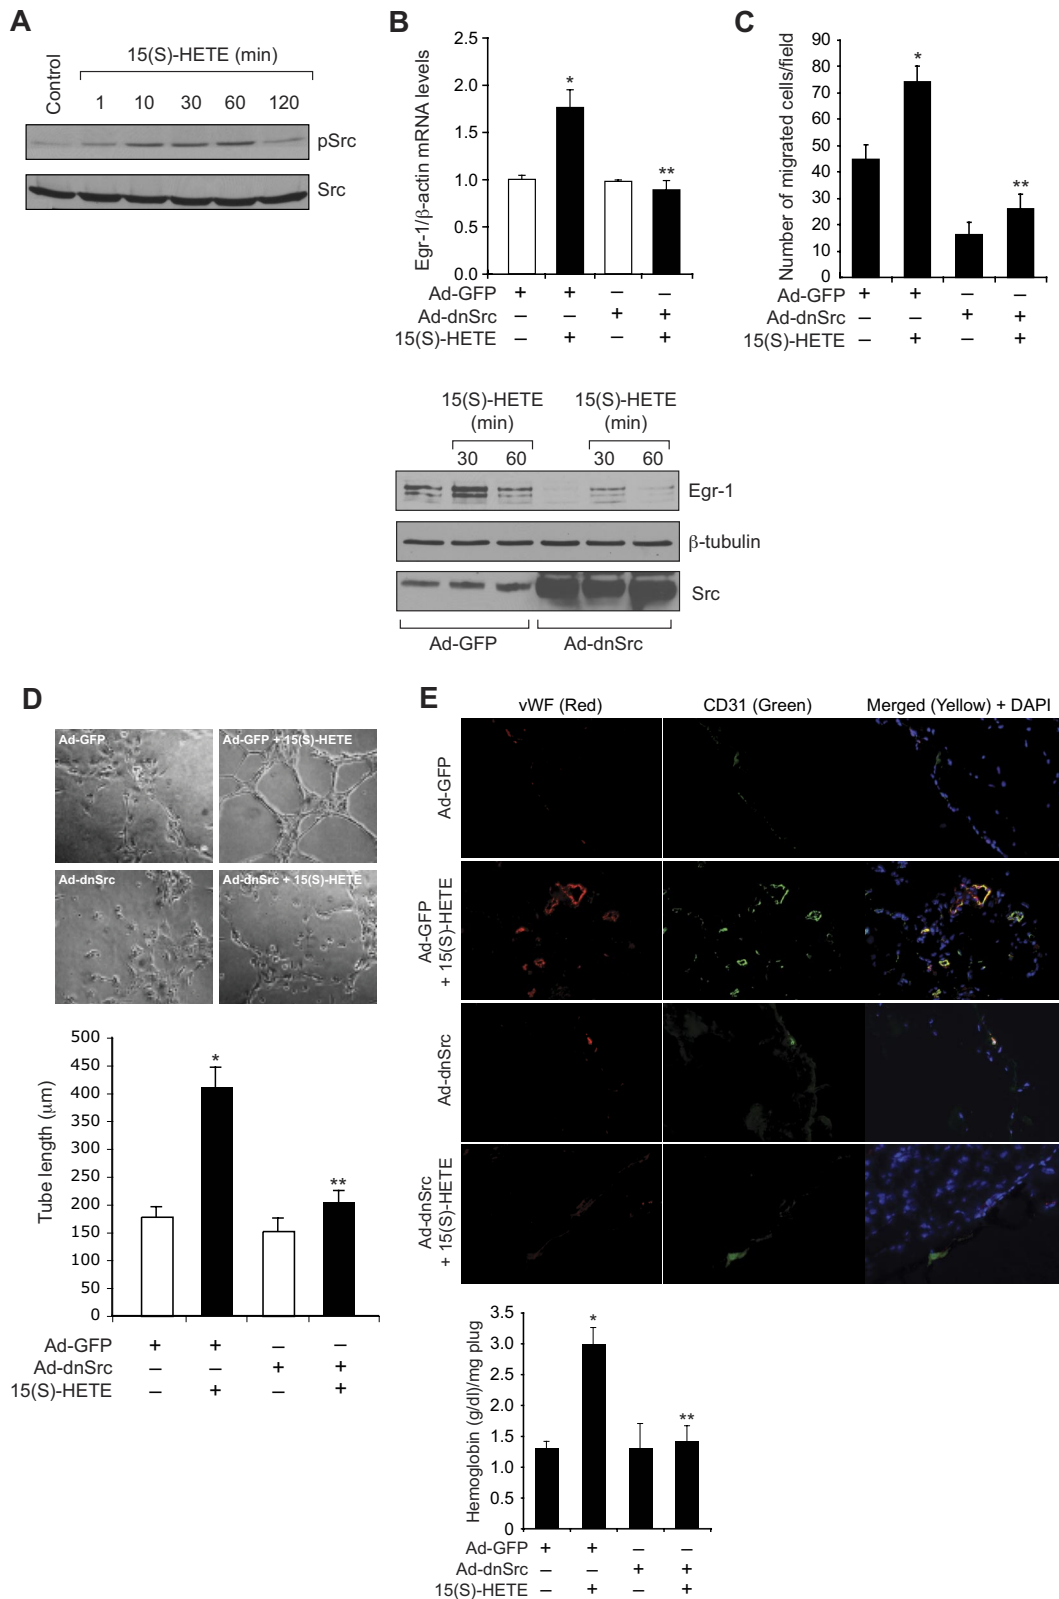 A
15(S)-HETE (min)
Control
1 10 30 60 120
pSrc
Src
B
Egr-1/β-actin mRNA levels
2.5
2.0
1.5
1.0
0.5
0.0
*
**
Ad-GFP + + – –
Ad-dnSrc – – + +
15(S)-HETE – + – +
15(S)-HETE 15(S)-HETE
(min) (min)
30 60 30 60
Egr-1
β-tubulin
Src
Ad-GFP Ad-dnSrc
C
Number of migrated cells/field
90
80
70
60
50
40
30
20
10
0
*
**
Ad-GFP + + – –
Ad-dnSrc – – + +
15(S)-HETE – + – +
D
Ad-GFP Ad-GFP + 15(S)-HETE
Ad-dnSrc Ad-dnSrc + 15(S)-HETE
Tube length (μm)
500
450
400
350
300
250
200
150
100
50
0
*
**
Ad-GFP + + – –
Ad-dnSrc – – + +
15(S)-HETE – + – +
E
vWF (Red) CD31 (Green) Merged (Yellow) + DAPI
Ad-GFP
Ad-GFP
+ 15(S)-HETE
Ad-dnSrc
Ad-dnSrc
+ 15(S)-HETE
Hemoglobin (g/dl)/mg plug
3.5
3.0
2.5
2.0
1.5
1.0
0.5
0
*
**
Ad-GFP + + – –
Ad-dnSrc – – + +
15(S)-HETE – + – +